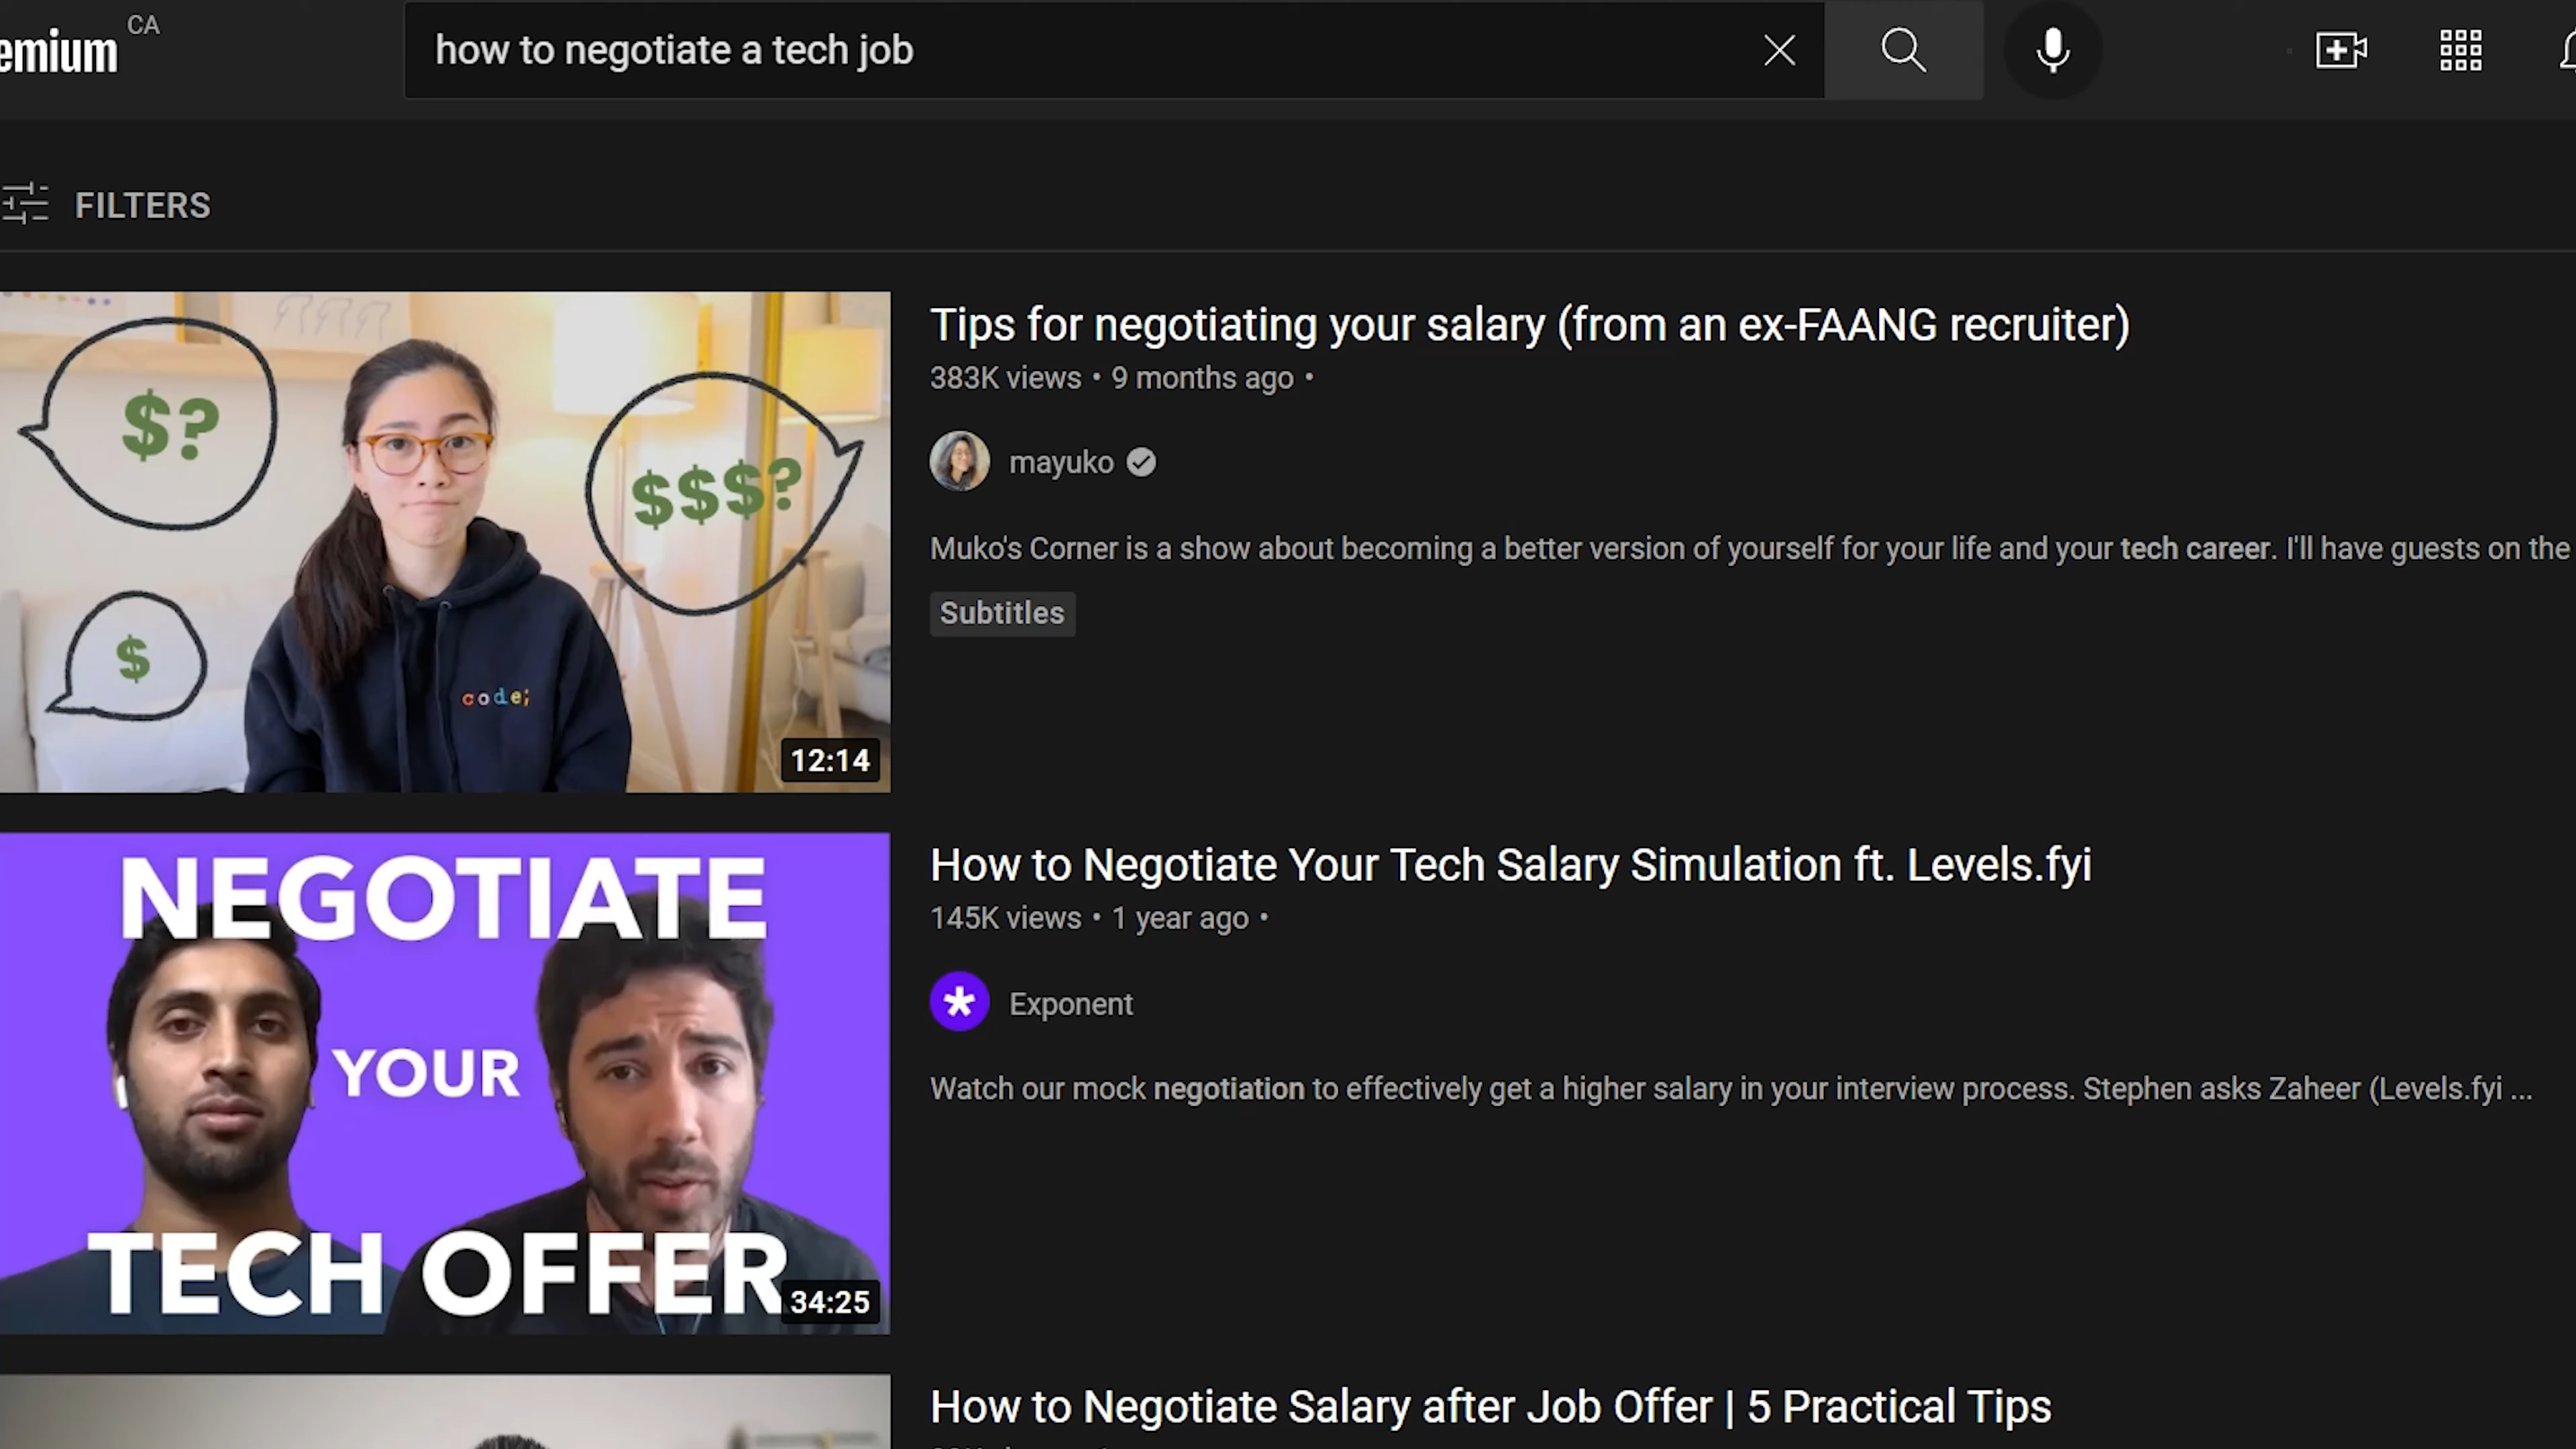 emium CA
how to negotiate a tech job
FILTERS
$?
$$$?
$
code;
12:14
Tips for negotiating your salary (from an ex-FAANG recruiter)
383K views • 9 months ago •
mayuko
Muko's Corner is a show about becoming a better version of yourself for your life and your tech career. I'll have guests on the
Subtitles
NEGOTIATE
YOUR
TECH OFFER
34:25
How to Negotiate Your Tech Salary Simulation ft. Levels.fyi
145K views • 1 year ago •
Exponent
Watch our mock negotiation to effectively get a higher salary in your interview process. Stephen asks Zaheer (Levels.fyi ...
How to Negotiate Salary after Job Offer | 5 Practical Tips